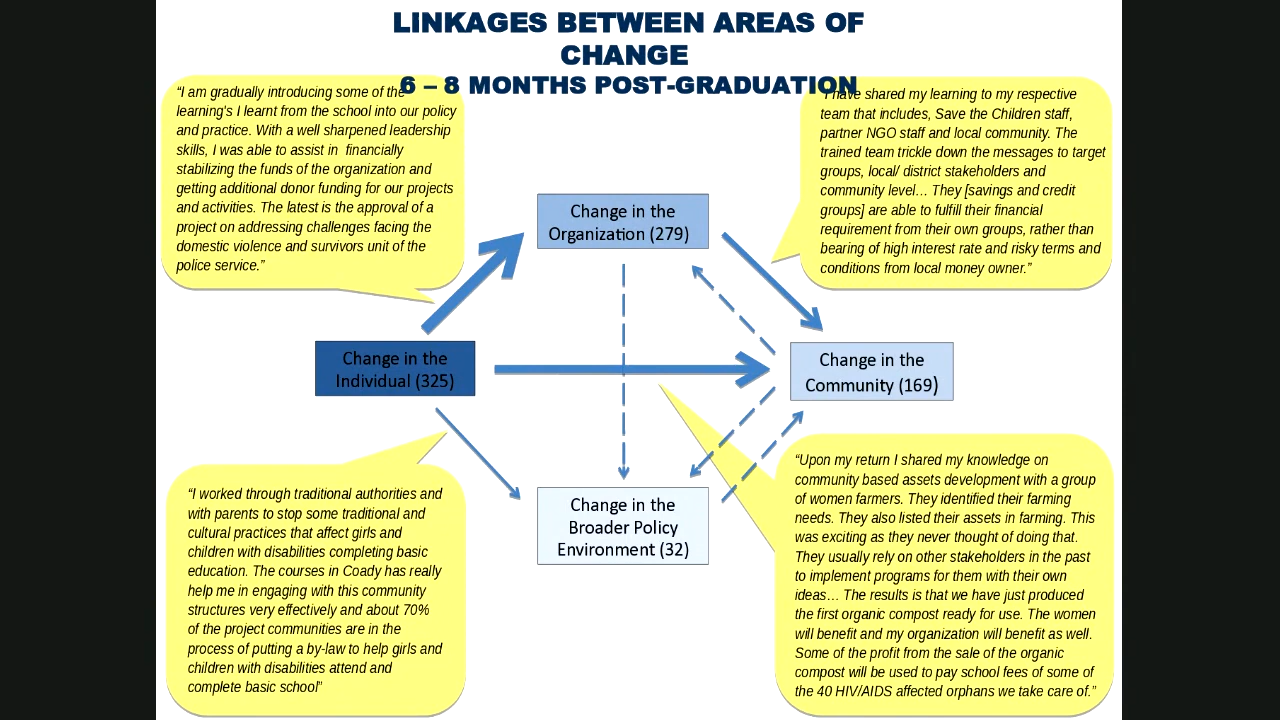 LINKAGES BETWEEN AREAS OF
CHANGE
6 – 8 MONTHS POST-GRADUATION
“I am gradually introducing some of the
learning's I learnt from the school into our policy
and practice. With a well sharpened leadership
skills, I was able to assist in financially
stabilizing the funds of the organization and
getting additional donor funding for our projects
and activities. The latest is the approval of a
project on addressing challenges facing the
domestic violence and survivors unit of the
police service.”
“I have shared my learning to my respective
team that includes, Save the Children staff,
partner NGO staff and local community. The
trained team trickle down the messages to target
groups, local/ district stakeholders and
community level… They [savings and credit
groups] are able to fulfill their financial
requirement from their own groups, rather than
bearing of high interest rate and risky terms and
conditions from local money owner.”
Change in the
Organization (279)
Change in the
Individual (325)
Change in the
Community (169)
Change in the
Broader Policy
Environment (32)
“I worked through traditional authorities and
with parents to stop some traditional and
cultural practices that affect girls and
children with disabilities completing basic
education. The courses in Coady has really
help me in engaging with this community
structures very effectively and about 70%
of the project communities are in the
process of putting a by-law to help girls and
children with disabilities attend and
complete basic school”
“Upon my return I shared my knowledge on
community based assets development with a group
of women farmers. They identified their farming
needs. They also listed their assets in farming. This
was exciting as they never thought of doing that.
They usually rely on other stakeholders in the past
to implement programs for them with their own
ideas… The results is that we have just produced
the first organic compost ready for use. The women
will benefit and my organization will benefit as well.
Some of the profit from the sale of the organic
compost will be used to pay school fees of some of
the 40 HIV/AIDS affected orphans we take care of.”